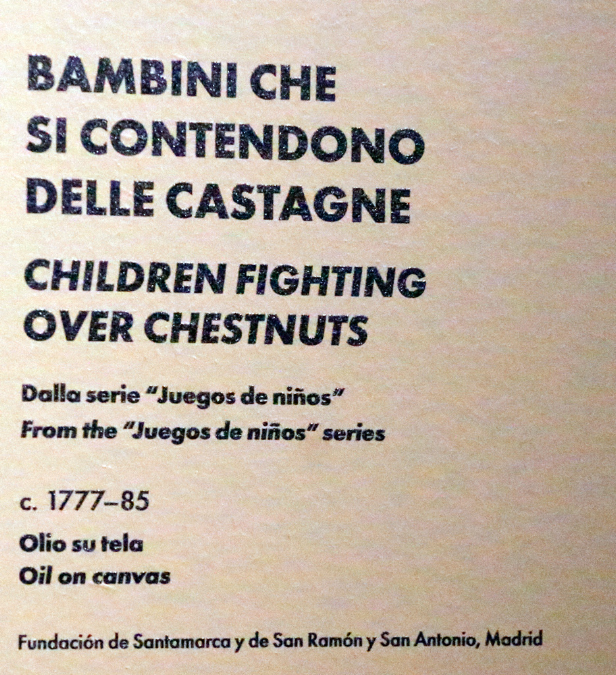 BAMBINI CHE
SI CONTENDONO
DELLE CASTAGNE
CHILDREN FIGHTING
OVER CHESTNUTS
Dalla serie “Juegos de niños”
From the “Juegos de niños” series
c. 1777–85
Olio su tela
Oil on canvas
Fundación de Santamarca y de San Ramón y San Antonio, Madrid